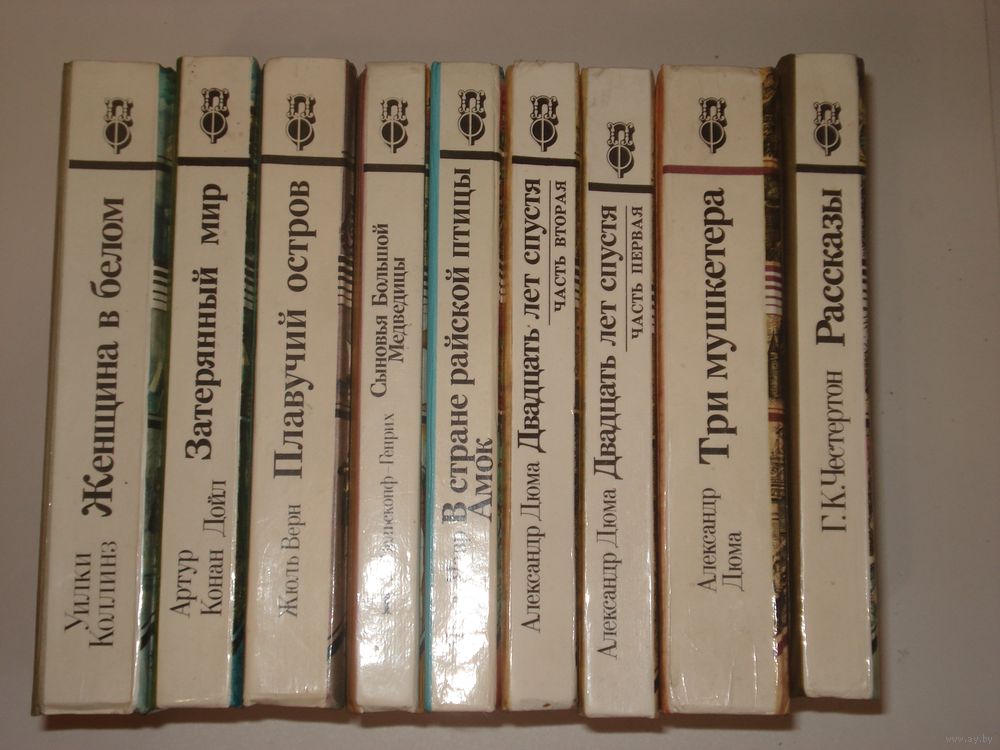 Уилки
Коллинз
Женщина в белом
Артур
Конан Дойл
Затерянный мир
Жюль Верн
Плавучий остров
Генрих
Сыновья Большой
Медведицы
В стране райской птицы
Амок
Александр Дюма
Двадцать лет спустя
ЧАСТЬ ВТОРАЯ
Александр Дюма
Двадцать лет спустя
ЧАСТЬ ПЕРВАЯ
Александр
Дюма
Три мушкетера
Г.К.Честертон
Рассказы
www.ay.by